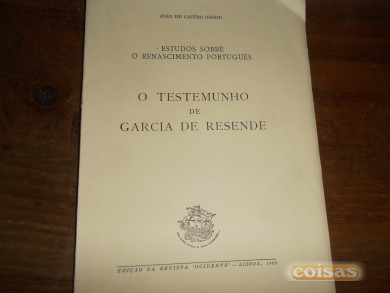 JOÃO DE CASTRO OSÓRIO
ESTUDOS SOBRE
O RENASCIMENTO PORTUGUÊS
O TESTEMUNHO
DE
GARCIA DE RESENDE
EDIÇÃO DA REVISTA "OCIDENTE" — LISBOA,
coisas